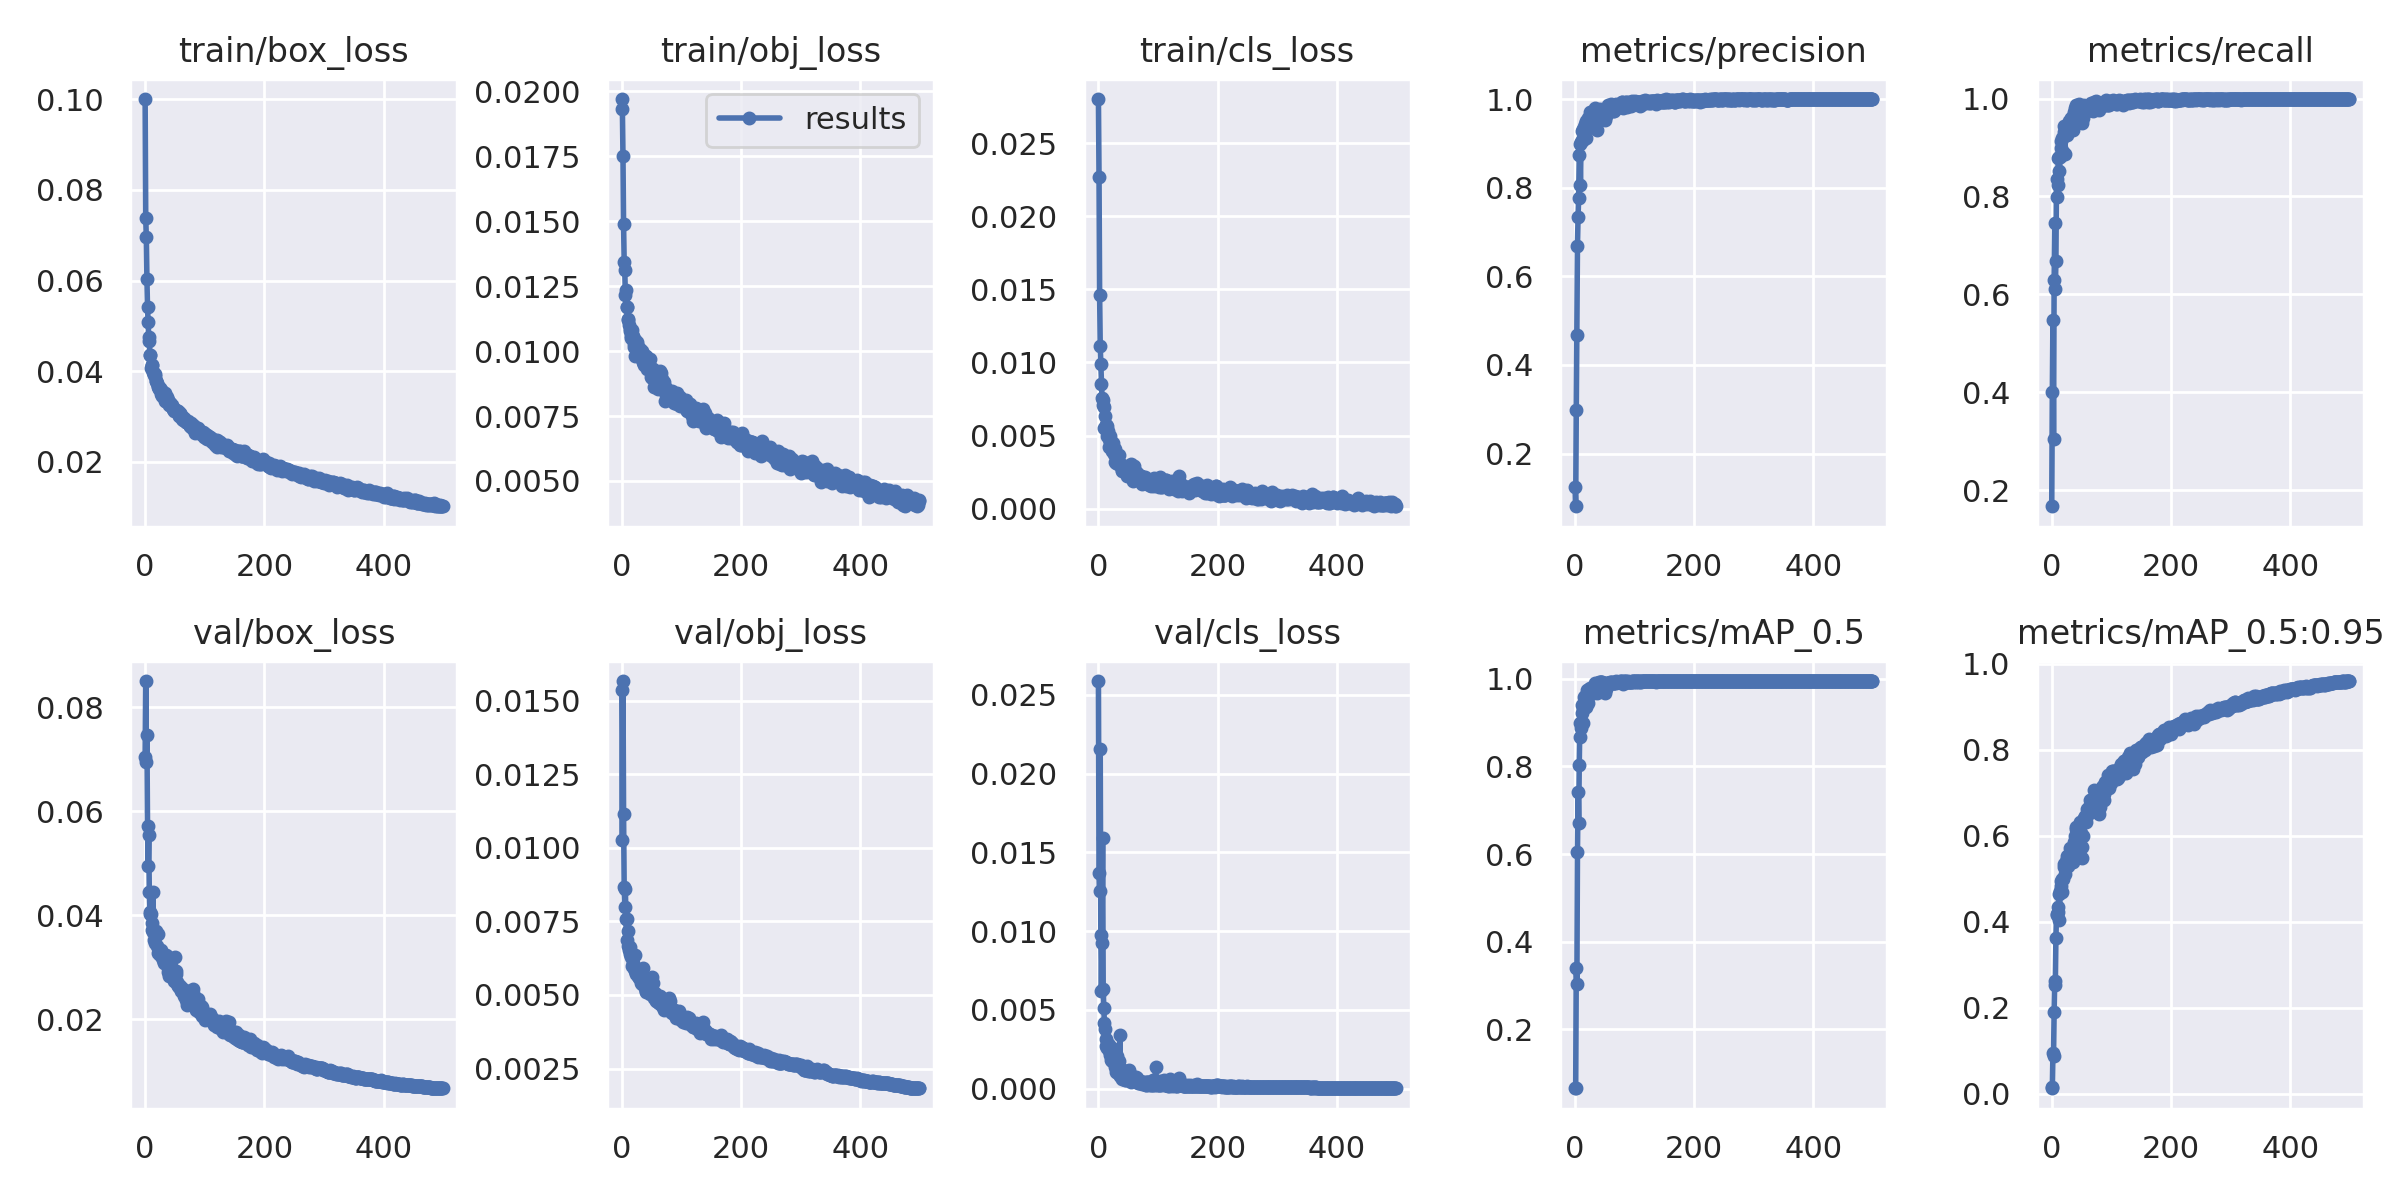 train/box_loss
0.10
0.08
0.06
0.04
0.02
0 200 400
train/obj_loss
results
0.0200
0.0175
0.0150
0.0125
0.0100
0.0075
0.0050
0 200 400
train/cls_loss
0.025
0.020
0.015
0.010
0.005
0.000
0 200 400
metrics/precision
1.0
0.8
0.6
0.4
0.2
0 200 400
metrics/recall
1.0
0.8
0.6
0.4
0.2
0 200 400
val/box_loss
0.08
0.06
0.04
0.02
0 200 400
val/obj_loss
0.0150
0.0125
0.0100
0.0075
0.0050
0.0025
0 200 400
val/cls_loss
0.025
0.020
0.015
0.010
0.005
0.000
0 200 400
metrics/mAP_0.5
1.0
0.8
0.6
0.4
0.2
0 200 400
metrics/mAP_0.5:0.95
1.0
0.8
0.6
0.4
0.2
0.0
0 200 400